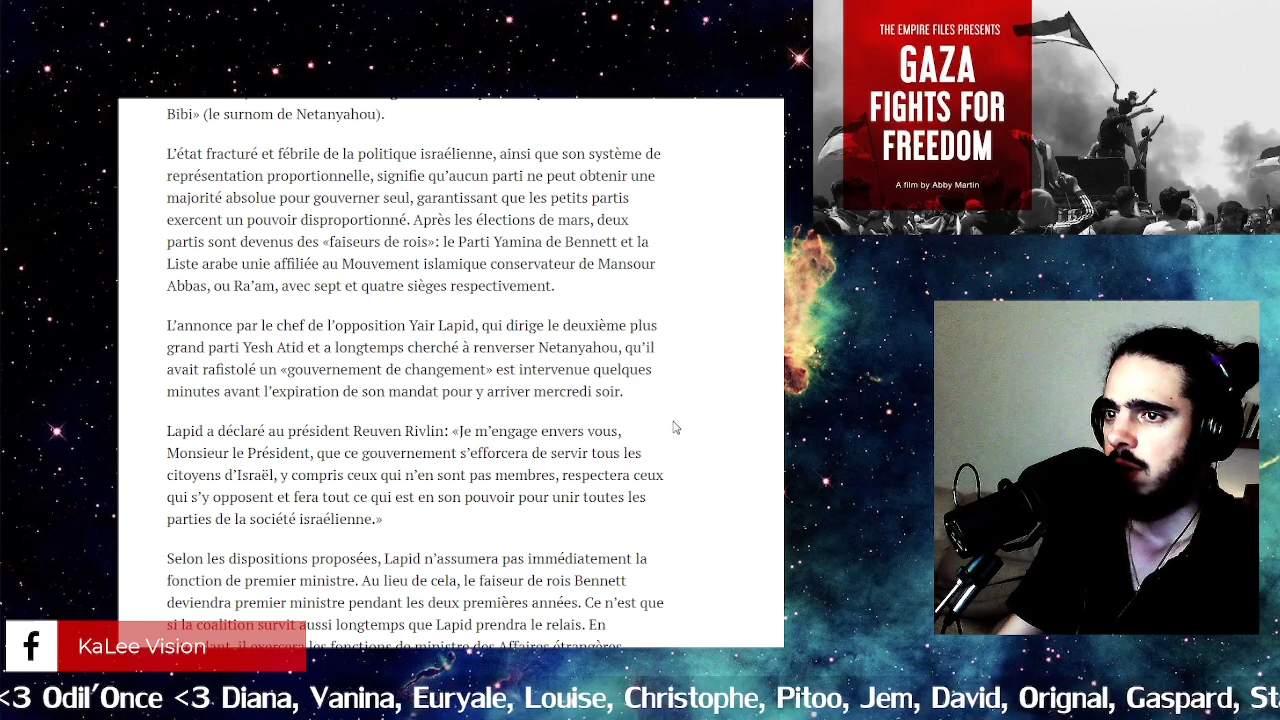 Bibi» (le surnom de Netanyahou).
L'état fracturé et fébrile de la politique israélienne, ainsi que son système de
représentation proportionnelle, signifie qu'aucun parti ne peut obtenir une
majorité absolue pour gouverner seul, garantissant que les petits partis
exercent un pouvoir disproportionné. Après les élections de mars, deux
partis sont devenus des «faiseurs de rois»: le Parti Yamina de Bennett et la
Liste arabe unie affiliée au Mouvement islamique conservateur de Mansour
Abbas, ou Ra'am, avec sept et quatre sièges respectivement.
L'annonce par le chef de l'opposition Yair Lapid, qui dirige le deuxième plus
grand parti Yesh Atid et a longtemps cherché à renverser Netanyahou, qu'il
avait rafistolé un «gouvernement de changement» est intervenue quelques
minutes avant l'expiration de son mandat pour y arriver mercredi soir.
Lapid a déclaré au président Reuven Rivlin: «Je m'engage envers vous,
Monsieur le Président, que ce gouvernement s'efforcera de servir tous les
citoyens d'Israël, y compris ceux qui n'en sont pas membres, respectera ceux
qui s'y opposent et fera tout ce qui est en son pouvoir pour unir toutes les
parties de la société israélienne.»
Selon les dispositions proposées, Lapid n'assumera pas immédiatement la
fonction de premier ministre. Au lieu de cela, le faiseur de rois Bennett
deviendra premier ministre pendant les deux premières années. Ce n'est que
si la coalition survit aussi longtemps que Lapid prendra le relais. En
il exercera les fonctions de ministre des Affaires étrangères
THE EMPIRE FILES PRESENTS
GAZA
FIGHTS FOR
FREEDOM
A film by Abby Martin
f KaLee Vision
<3 Odil'Once <3 Diana, Vanina, Euryale, Louise, Christophe, Pitoo, Jem, David, Orignal, Gaspard, St